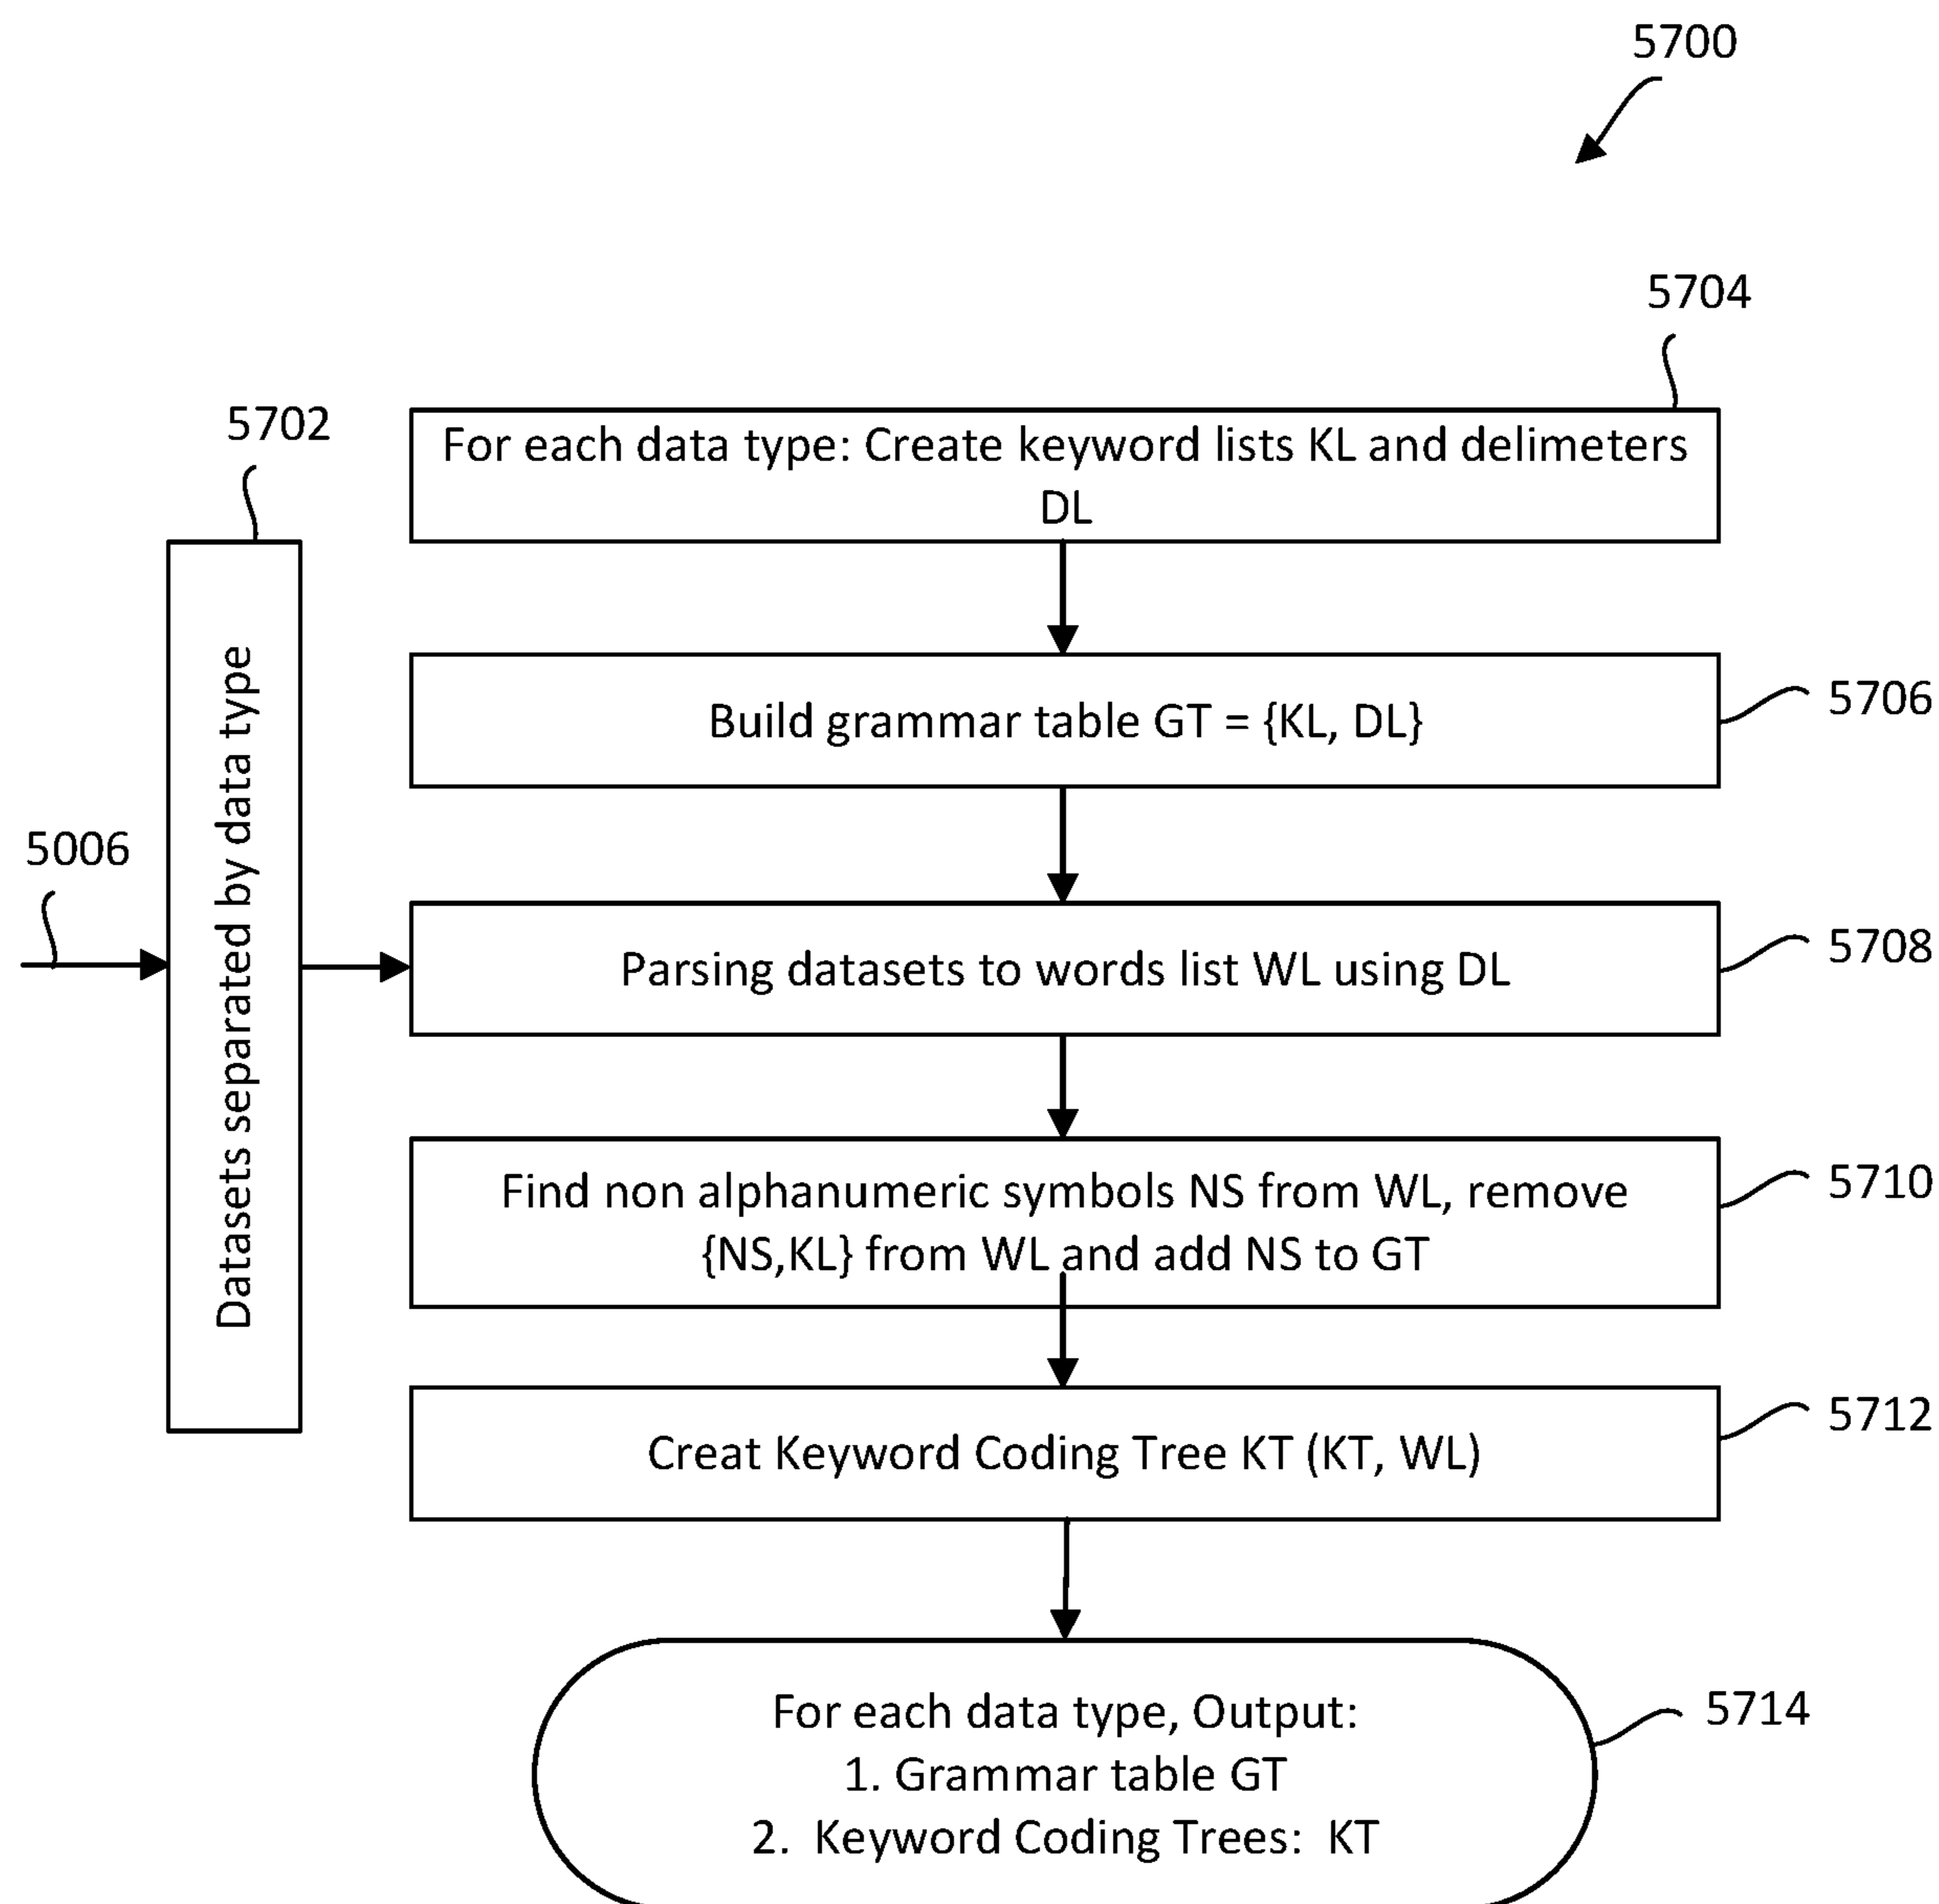 5700
5704
For each data type: Create keyword lists KL and delimeters
DL
5702
Datasets separated by data type
5706
Build grammar table GT = {KL, DL}
5006
5708
Parsing datasets to words list WL using DL
5710
Find non alphanumeric symbols NS from WL, remove
{NS,KL} from WL and add NS to GT
5712
Creat Keyword Coding Tree KT (KT, WL)
5714
For each data type, Output:
1. Grammar table GT
2. Keyword Coding Trees: KT